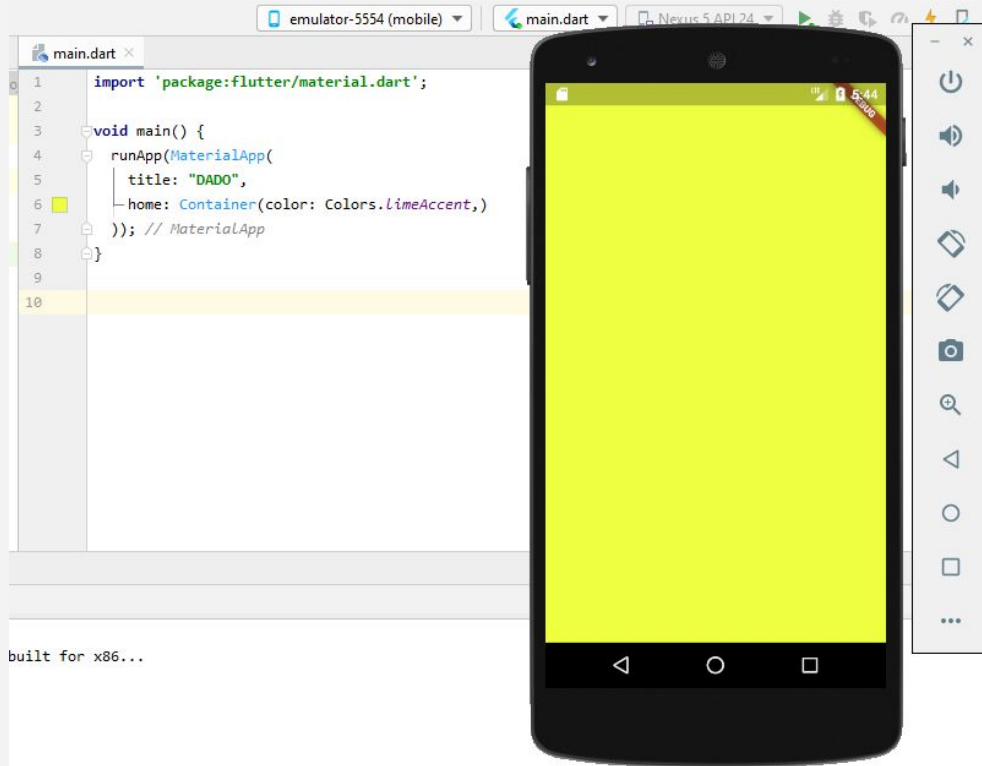 emulator-5554 (mobile)
main.dart
Nexus 5 API 24
main.dart
1 import 'package:flutter/material.dart';
2
3 void main() {
4 runApp(MaterialApp(
5 title: "DADO",
6 home: Container(color: Colors.limeAccent,)
7 )); // MaterialApp
8 }
9
10
5:44
DEBUG
built for x86...